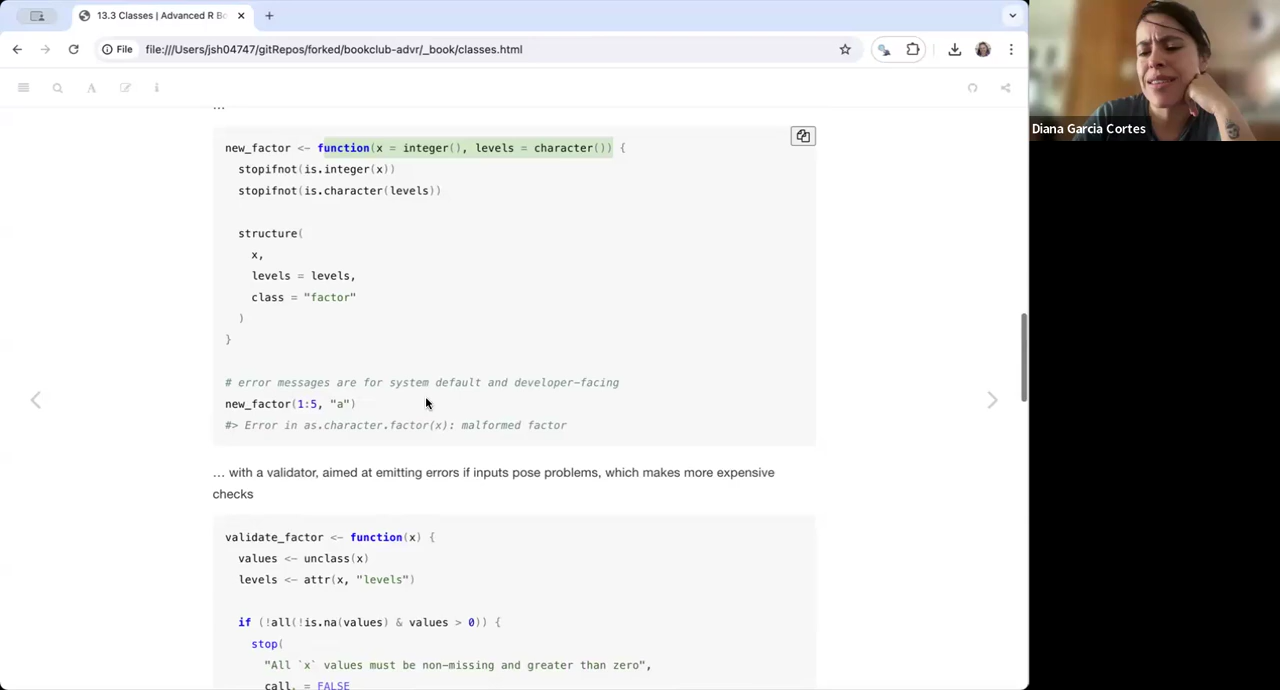 13.3 Classes | Advanced R Bo
File
file:///Users/jsh04747/gitRepos/forked/bookclub-advr/_book/classes.html
Diana Garcia Cortes
…
new_factor <- function(x = integer(), levels = character()) {
  stopifnot(is.integer(x))
  stopifnot(is.character(levels))
  structure(
    x,
    levels = levels,
    class = "factor"
  )
}
# error messages are for system default and developer-facing
new_factor(1:5, "a")
#> Error in as.character.factor(x): malformed factor
… with a validator, aimed at emitting errors if inputs pose problems, which makes more expensive
checks
validate_factor <- function(x) {
  values <- unclass(x)
  levels <- attr(x, "levels")
  if (!all(!is.na(values) & values > 0)) {
    stop(
      "All `x` values must be non-missing and greater than zero",
      call. = FALSE